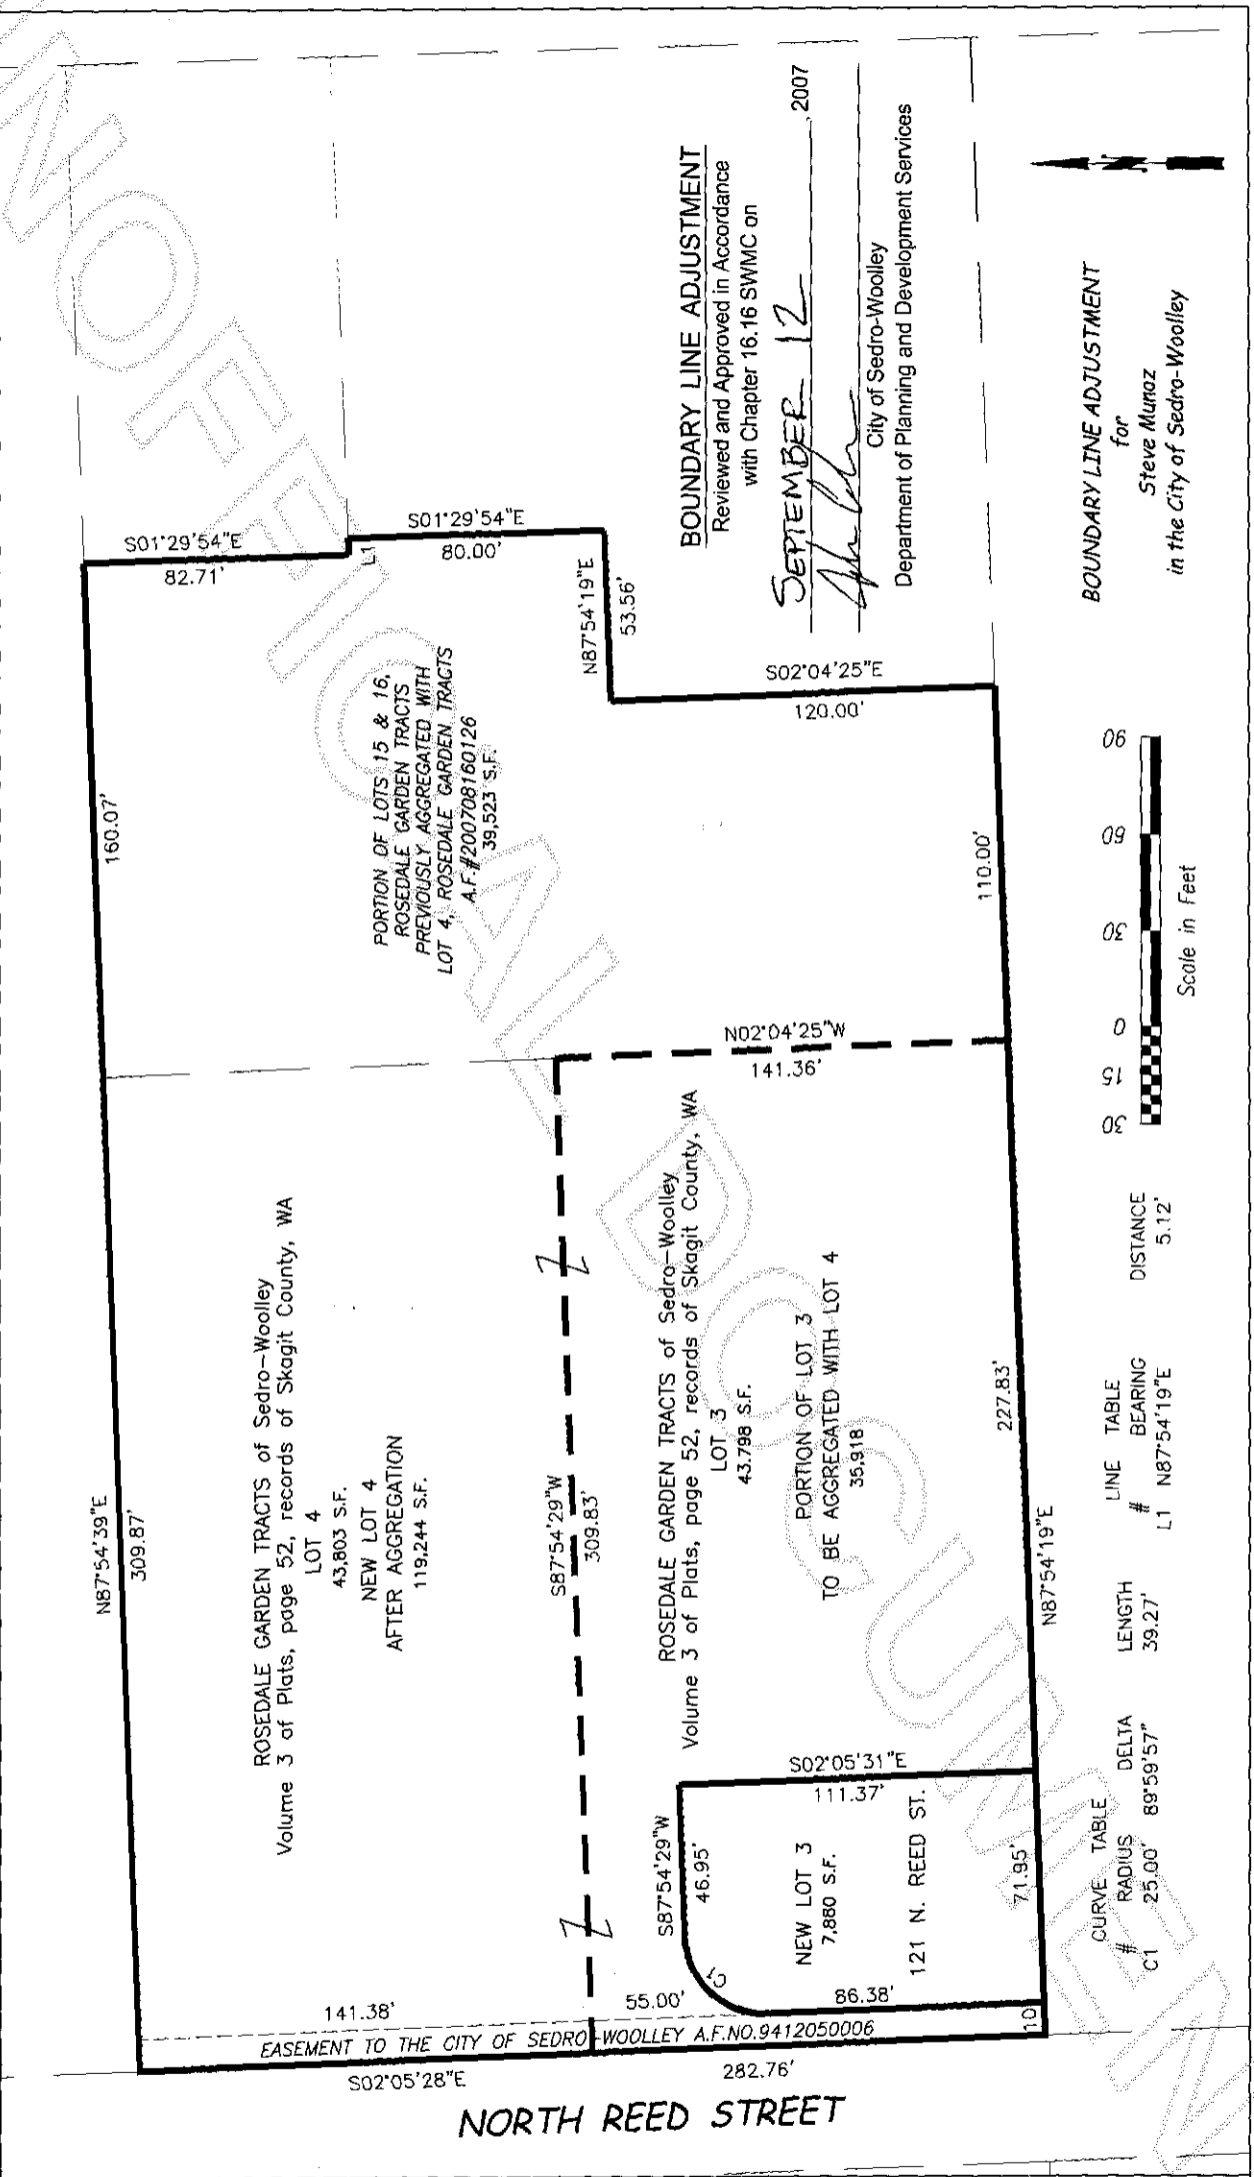 N87°54'39"E
309.87'
160.07'
S01°29'54"E
82.71'
L1
S01°29'54"E
80.00'
N87°54'19"E
53.56'
S02°04'25"E
120.00'
110.00'
ROSEDALE GARDEN TRACTS of Sedro-Woolley
Volume 3 of Plats, page 52, records of Skagit County, WA
LOT 4
43,803 S.F.
NEW LOT 4
AFTER AGGREGATION
119,244 S.F.
PORTION OF LOTS 15 & 16,
ROSEDALE GARDEN TRACTS
PREVIOUSLY AGGREGATED WITH
LOT 4, ROSEDALE GARDEN TRACTS
A.F.#200708160126
39,523 S.F.
S87°54'29"W
309.83'
N02°04'25"W
141.36'
ROSEDALE GARDEN TRACTS of Sedro-Woolley
Volume 3 of Plats, page 52, records of Skagit County, WA
LOT 3
43,798 S.F.
PORTION OF LOT 3
TO BE AGGREGATED WITH LOT 4
35,918
227.83'
N87°54'19"E
S87°54'29"W
46.95'
C1
S02°05'31"E
111.37'
NEW LOT 3
7,880 S.F.
121 N. REED ST.
86.38'
71.95'
10
141.38'
55.00'
EASEMENT TO THE CITY OF SEDRO-WOOLLEY A.F.NO.9412050006
S02°05'28"E
282.76'
NORTH REED STREET
BOUNDARY LINE ADJUSTMENT
Reviewed and Approved in Accordance
with Chapter 16.16 SWMC on
SEPTEMBER 12, 2007
City of Sedro-Woolley
Department of Planning and Development Services
CURVE TABLE
# RADIUS DELTA LENGTH
C1 25.00' 89°59'57" 39.27'
LINE TABLE
# BEARING DISTANCE
L1 N87°54'19"E 5.12'
30 15 0 30 60 90
Scale in Feet
N
BOUNDARY LINE ADJUSTMENT
for
Steve Munoz
in the City of Sedro-Woolley
UNOFFICIAL DOCUMEN